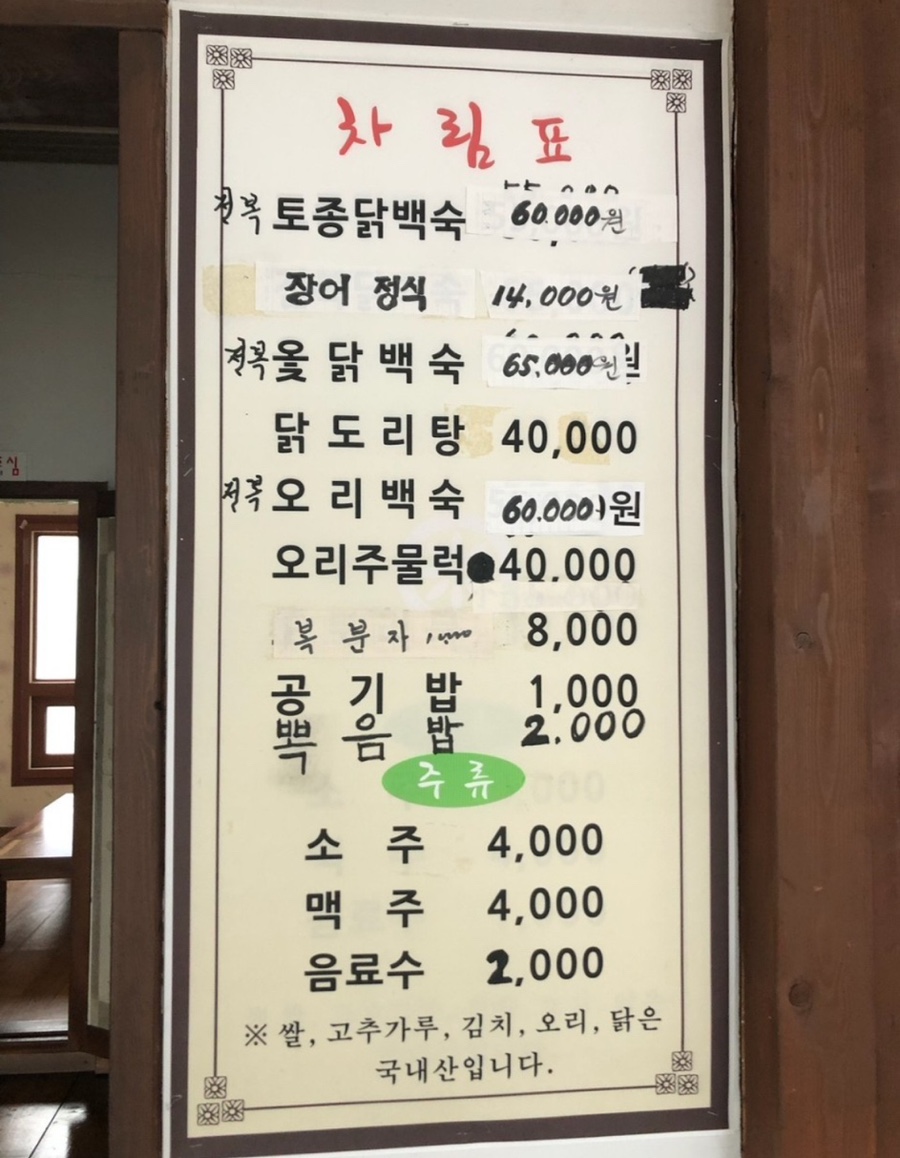 차림표
전복 토종닭백숙 60.000원
장어 정식 14,000원
전복 옻닭백숙 65.000원
닭도리탕 40,000
전복 오리백숙 60.000원
오리주물럭 40.000
복분자 8,000
공기밥 1,000
뽁음밥 2.000
주류
소주 4,000
맥주 4,000
음료수 2,000
※ 쌀, 고추가루, 김치, 오리, 닭은
국내산입니다.